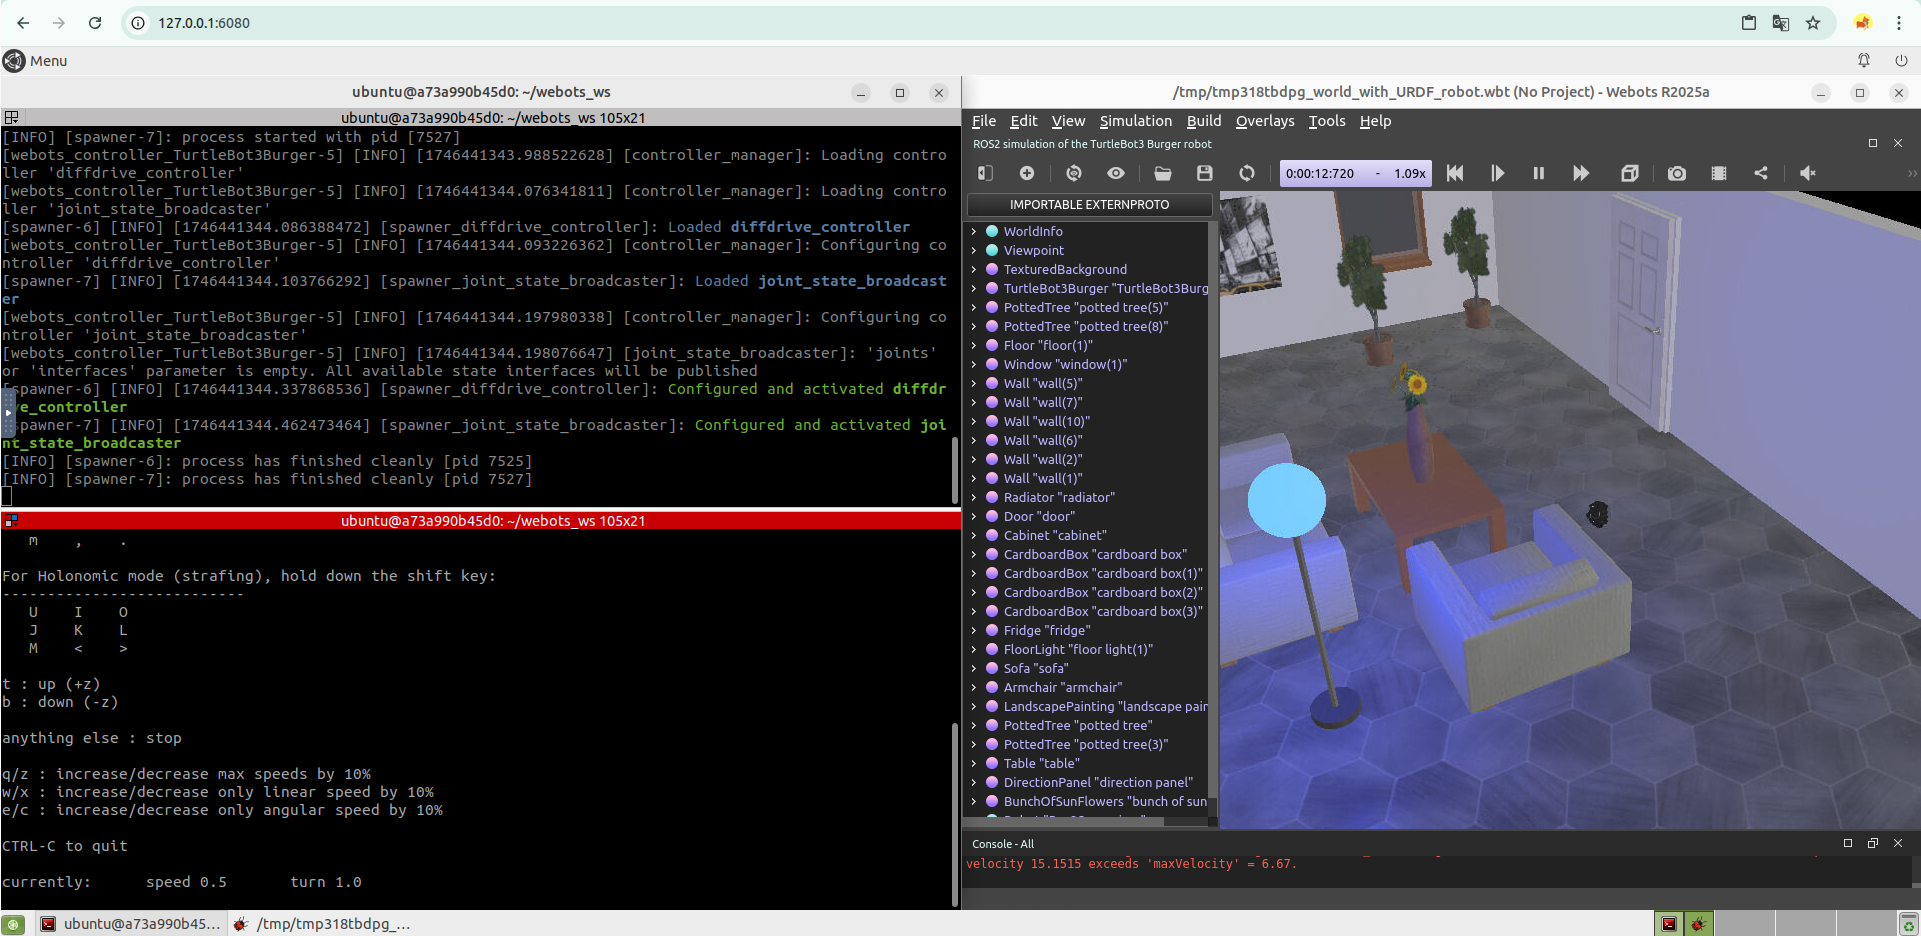 127.0.0.1:6080
Menu
ubuntu@a73a990b45d0: ~/webots_ws
ubuntu@a73a990b45d0: ~/webots_ws 105x21
[INFO] [spawner-7]: process started with pid [7527]
[webots_controller_TurtleBot3Burger-5] [INFO] [1746441343.988522628] [controller_manager]: Loading contro
ller 'diffdrive_controller'
[webots_controller_TurtleBot3Burger-5] [INFO] [1746441344.076341811] [controller_manager]: Loading contro
ller 'joint_state_broadcaster'
[spawner-6] [INFO] [1746441344.086388472] [spawner_diffdrive_controller]: Loaded diffdrive_controller
[webots_controller_TurtleBot3Burger-5] [INFO] [1746441344.093226362] [controller_manager]: Configuring co
ntroller 'diffdrive_controller'
[spawner-7] [INFO] [1746441344.103766292] [spawner_joint_state_broadcaster]: Loaded joint_state_broadcast
er
[webots_controller_TurtleBot3Burger-5] [INFO] [1746441344.197980338] [controller_manager]: Configuring co
ntroller 'joint_state_broadcaster'
[webots_controller_TurtleBot3Burger-5] [INFO] [1746441344.198076647] [joint_state_broadcaster]: 'joints'
or 'interfaces' parameter is empty. All available state interfaces will be published
[spawner-6] [INFO] [1746441344.337868536] [spawner_diffdrive_controller]: Configured and activated diffdr
ve_controller
spawner-7] [INFO] [1746441344.462473464] [spawner_joint_state_broadcaster]: Configured and activated joi
nt_state_broadcaster
[INFO] [spawner-6]: process has finished cleanly [pid 7525]
[INFO] [spawner-7]: process has finished cleanly [pid 7527]
ubuntu@a73a990b45d0: ~/webots_ws 105x21
m , .
For Holonomic mode (strafing), hold down the shift key:
---------------------------
U I O
J K L
M < >
t : up (+z)
b : down (-z)
anything else : stop
q/z : increase/decrease max speeds by 10%
w/x : increase/decrease only linear speed by 10%
e/c : increase/decrease only angular speed by 10%
CTRL-C to quit
currently: speed 0.5 turn 1.0
/tmp/tmp318tbdpg_world_with_URDF_robot.wbt (No Project) - Webots R2025a
File Edit View Simulation Build Overlays Tools Help
ROS2 simulation of the TurtleBot3 Burger robot
0:00:12:720 - 1.09x
IMPORTABLE EXTERNPROTO
WorldInfo
Viewpoint
TexturedBackground
TurtleBot3Burger "TurtleBot3Burg
PottedTree "potted tree(5)"
PottedTree "potted tree(8)"
Floor "floor(1)"
Window "window(1)"
Wall "wall(5)"
Wall "wall(7)"
Wall "wall(10)"
Wall "wall(6)"
Wall "wall(2)"
Wall "wall(1)"
Radiator "radiator"
Door "door"
Cabinet "cabinet"
CardboardBox "cardboard box"
CardboardBox "cardboard box(1)"
CardboardBox "cardboard box(2)"
CardboardBox "cardboard box(3)"
Fridge "fridge"
FloorLight "floor light(1)"
Sofa "sofa"
Armchair "armchair"
LandscapePainting "landscape pain
PottedTree "potted tree"
PottedTree "potted tree(3)"
Table "table"
DirectionPanel "direction panel"
BunchOfSunFlowers "bunch of sun
Console - All
velocity 15.1515 exceeds 'maxVelocity' = 6.67.
ubuntu@a73a990b45...
/tmp/tmp318tbdpg_...